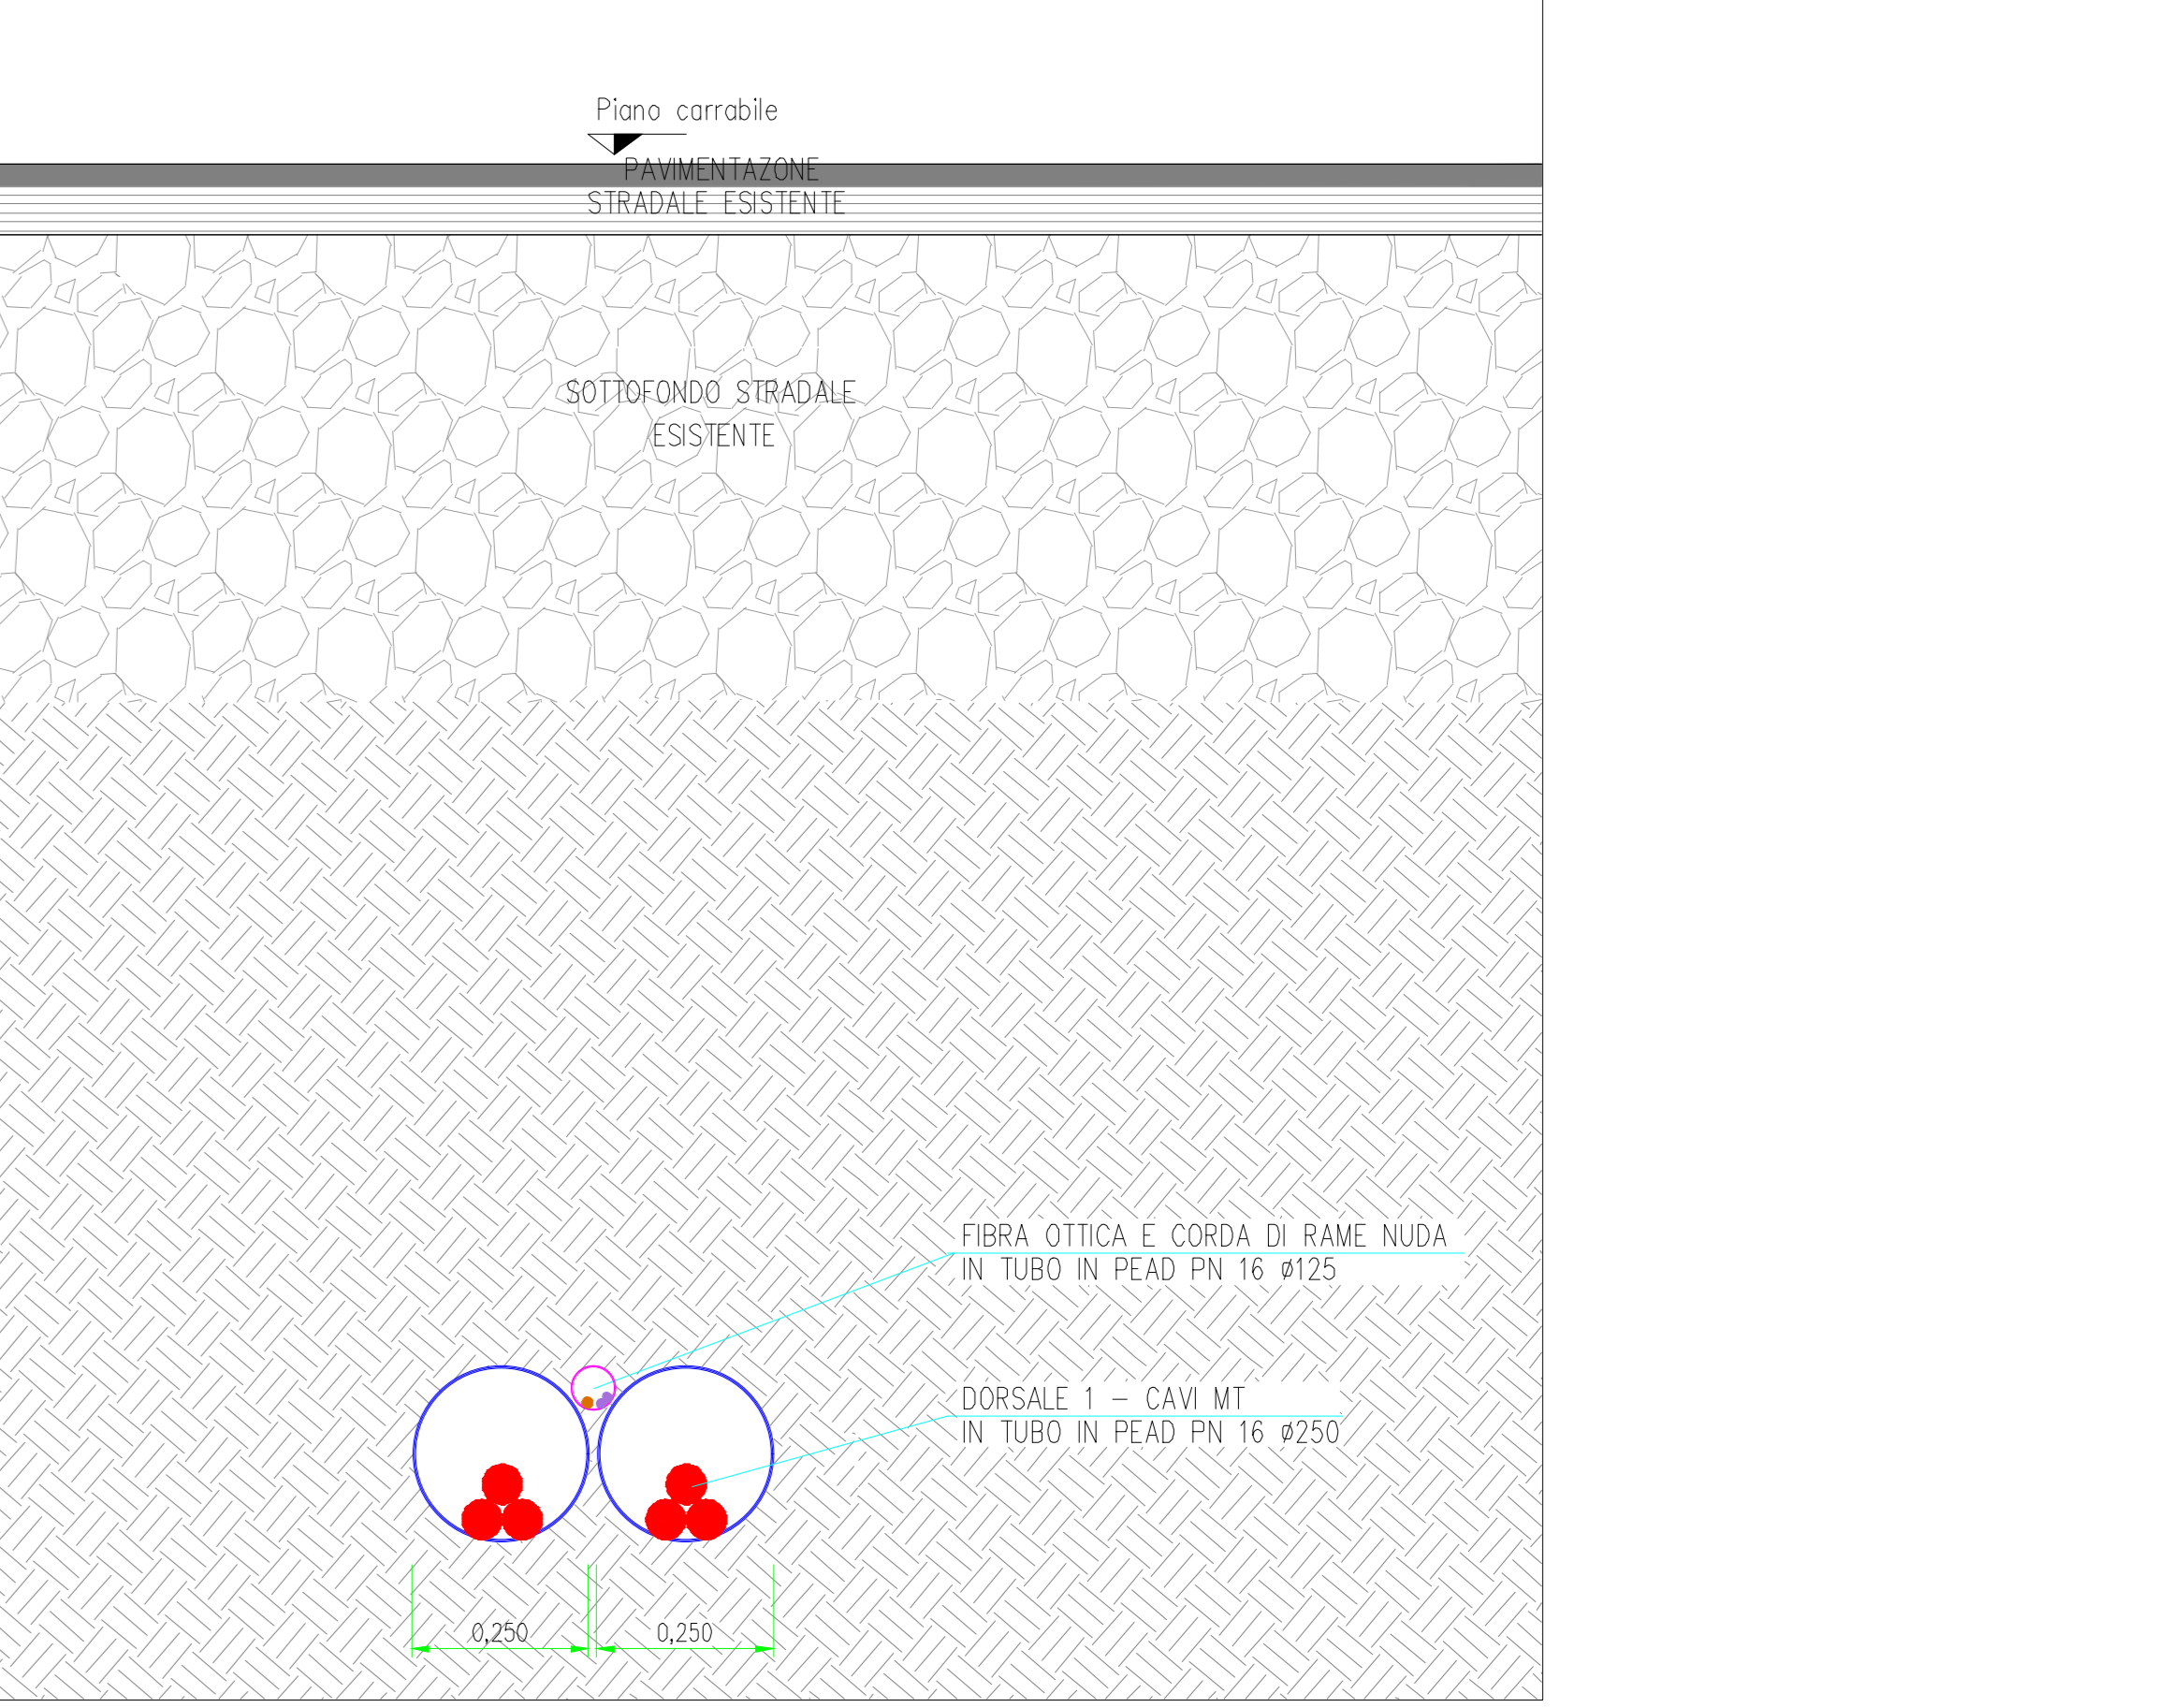 Piano carrabile
PAVIMENTAZONE
STRADALE ESISTENTE
SOTTOFONDO STRADALE
ESISTENTE
FIBRA OTTICA E CORDA DI RAME NUDA
IN TUBO IN PEAD PN 16 Ø125
DORSALE 1 – CAVI MT
IN TUBO IN PEAD PN 16 Ø250
0,250
0,250